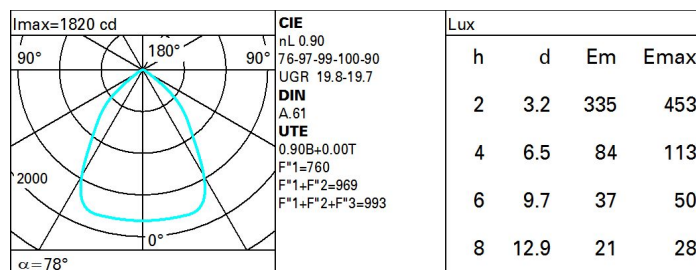 Imax=1820 cd
90°
180°
90°
2000
0°
α=78°
CIE
nL 0.90
76-97-99-100-90
UGR 19.8-19.7
DIN
A.61
UTE
0.90B+0.00T
F"1=760
F"1+F"2=969
F"1+F"2+F"3=993
Lux
h d Em Emax
2 3.2 335 453
4 6.5 84 113
6 9.7 37 50
8 12.9 21 28